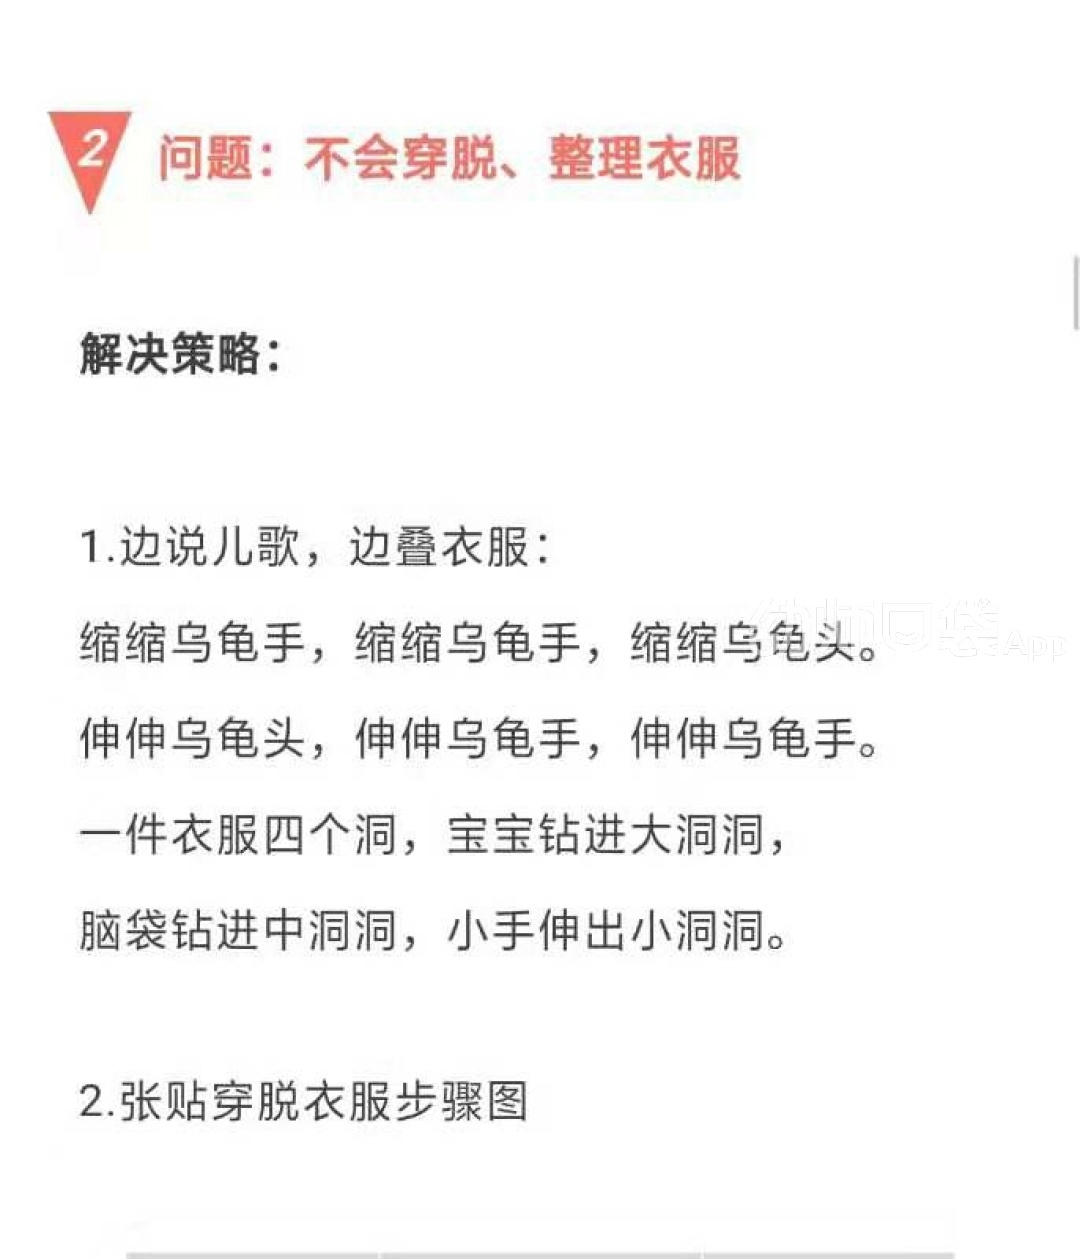 2
问题：不会穿脱、整理衣服
解决策略：
1.边说儿歌，边叠衣服：
缩缩乌龟手，缩缩乌龟手，缩缩乌龟头。
App
伸伸乌龟头，伸伸乌龟手，伸伸乌龟手。
一件衣服四个洞，宝宝钻进大洞洞，
脑袋钻进中洞洞，小手伸出小洞洞。
2.张贴穿脱衣服步骤图